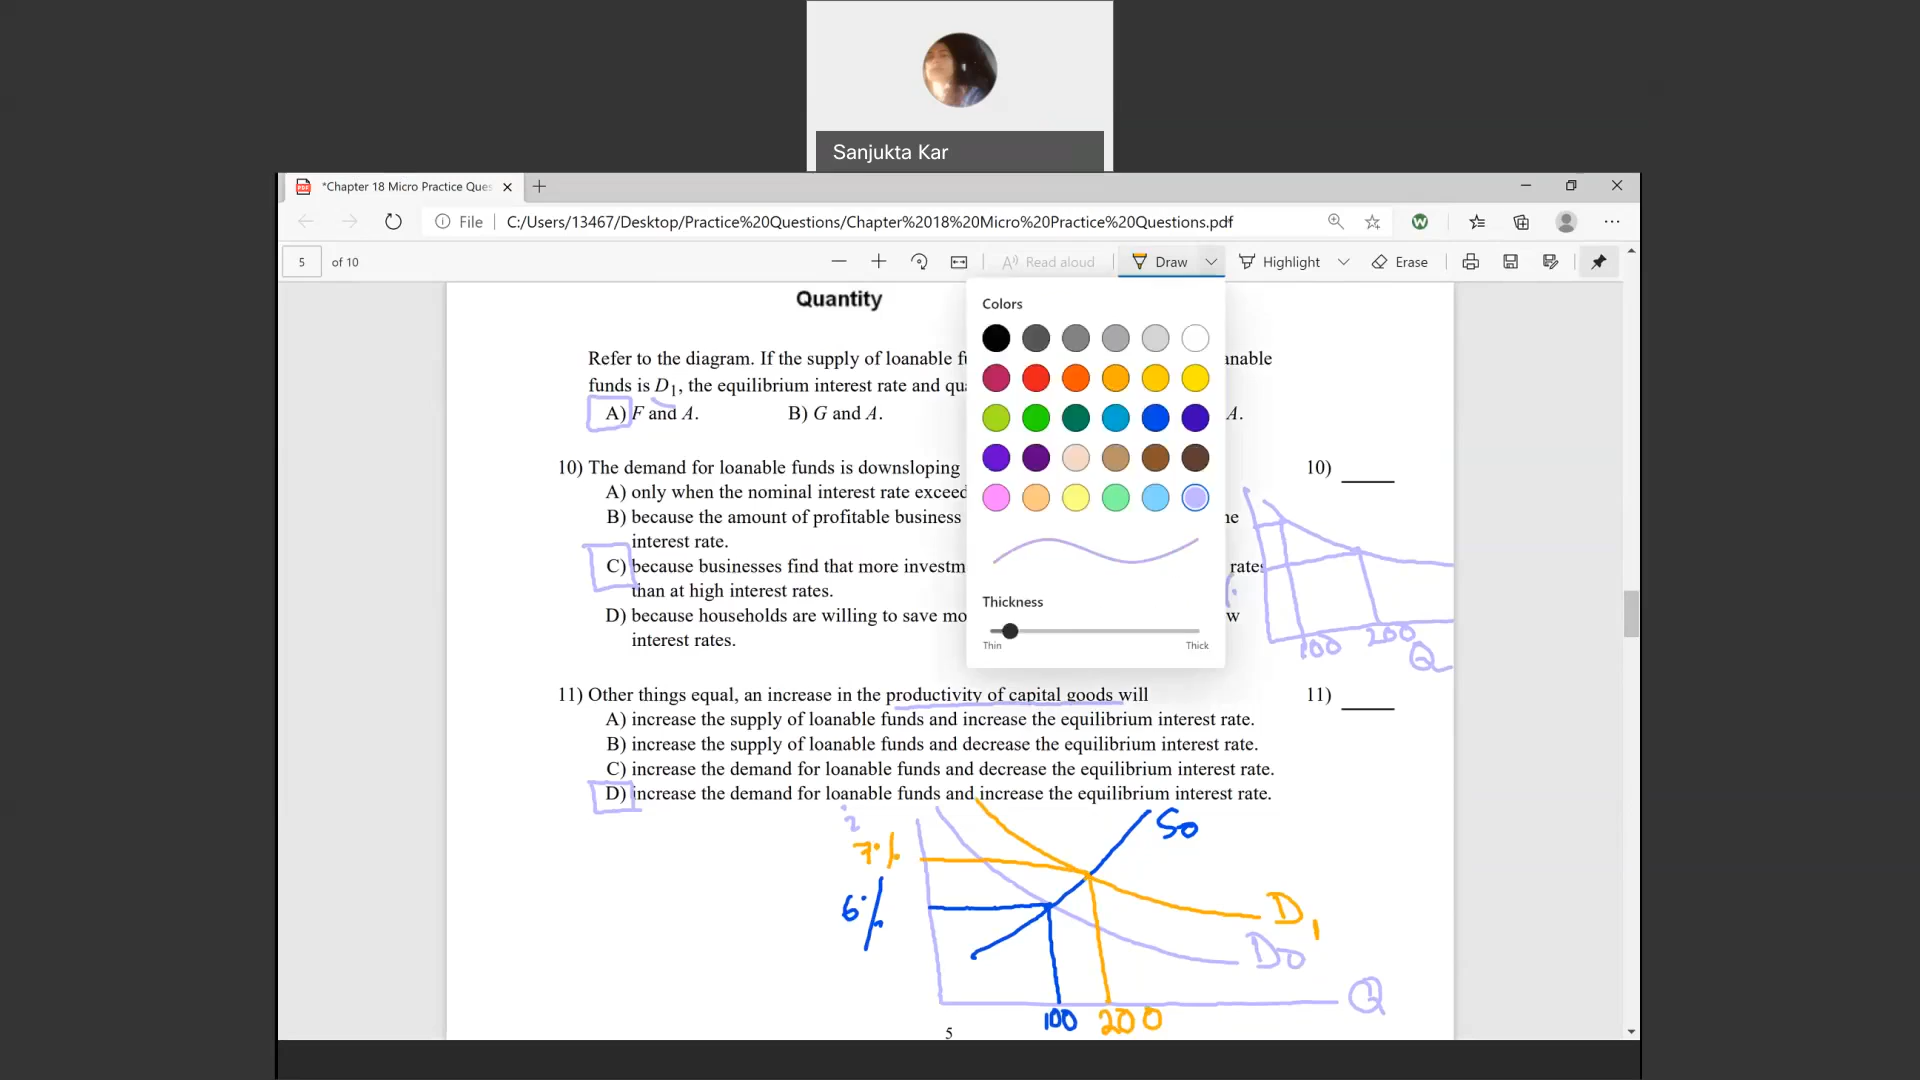 Sanjukta Kar
*Chapter 18 Micro Practice Ques
File C:/Users/13467/Desktop/Practice%20Questions/Chapter%2018%20Micro%20Practice%20Questions.pdf
5 of 10 Read aloud Draw Highlight Erase
Quantity
Colors
Thickness
Thin Thick
Refer to the diagram. If the supply of loanable fu anable
funds is D1, the equilibrium interest rate and qua
A) F and A. B) G and A. A.
10) The demand for loanable funds is downsloping 10) ____
A) only when the nominal interest rate exceed
B) because the amount of profitable business he
interest rate.
C) because businesses find that more investm rates
than at high interest rates.
D) because households are willing to save mo w
interest rates.
100 200 Q
11) Other things equal, an increase in the productivity of capital goods will 11) ____
A) increase the supply of loanable funds and increase the equilibrium interest rate.
B) increase the supply of loanable funds and decrease the equilibrium interest rate.
C) increase the demand for loanable funds and decrease the equilibrium interest rate.
D) increase the demand for loanable funds and increase the equilibrium interest rate.
i
So
7%
6%
D1
Do
Q
100 200
5